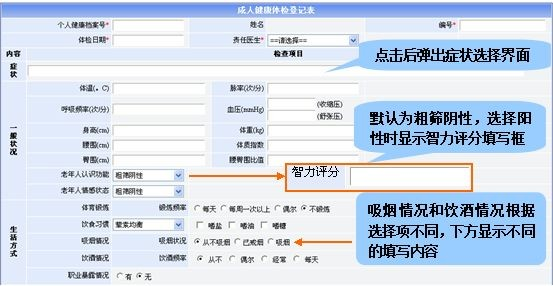 成人健康体检登记表
个人健康档案号* 姓名 编号*
体检日期* 责任医生* ==请选择==
内容 检查项目
症状
点击后弹出症状选择界面
一般状况
体温(。C) 脉率(次/分)
呼吸频率(次/分) 血压(mmHg) (收缩压)
(舒张压)
身高(cm) 体重(kg)
腰围(cm) 体质指数
臀围(cm) 腰臀围比值
默认为粗筛阴性，选择阳
性时显示智力评分填写框
老年人认识功能 粗筛阴性 智力评分
老年人情感状态 粗筛阴性
生活方式
体育锻炼 锻炼频率 每天 每周一次以上 偶尔 不锻炼
饮食习惯 荤素均衡 嗜盐 嗜油 嗜糖
吸烟情况 吸烟状况 从不吸烟 已戒烟 吸烟
饮酒情况 饮酒频率 从不 偶尔 经常 每天
职业暴露情况 有 无
吸烟情况和饮酒情况根据
选择项不同，下方显示不同
的填写内容